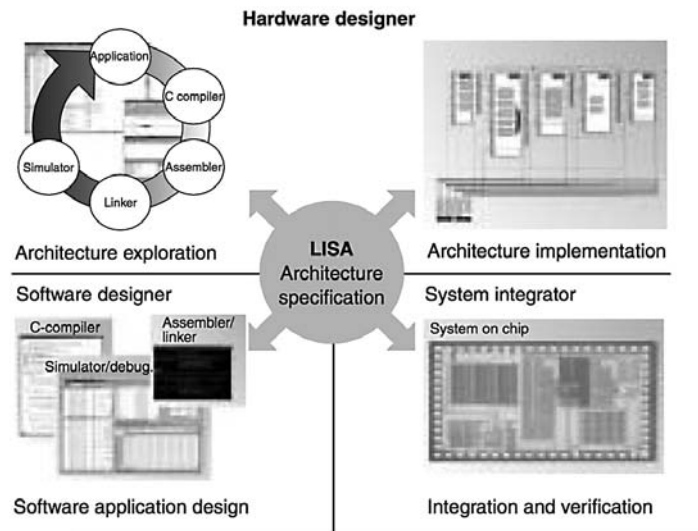 Hardware designer
Application
C compiler
Simulator
Assembler
Linker
Architecture exploration
Architecture implementation
LISA
Architecture
specification
Software designer
System integrator
C-compiler
Assembler/
linker
Simulator/debug.
System on chip
Software application design
Integration and verification